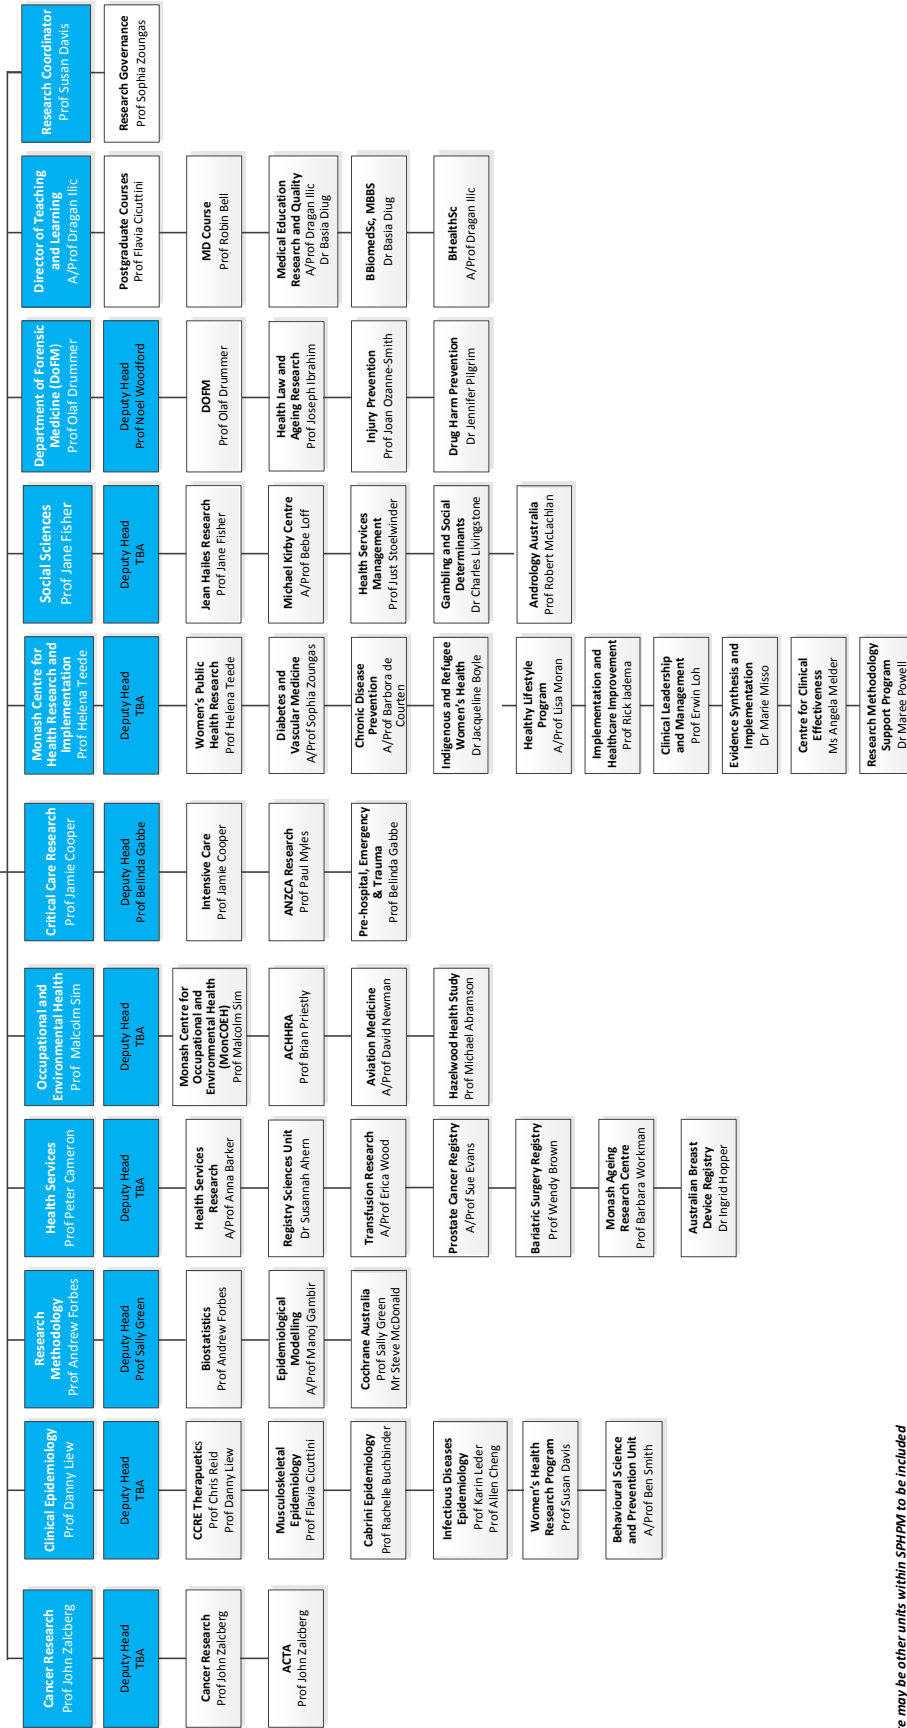 Cancer Research
Prof John Zalcberg
Deputy Head
TBA
Cancer Research
Prof John Zalcberg
ACTA
Prof John Zalcberg
Clinical Epidemiology
Prof Danny Liew
Deputy Head
TBA
CCRE Therapuetics
Prof Chris Reid
Prof Danny Liew
Musculoskeletal
Epidemiology
Prof Flavia Cicuttini
Cabrini Epidemiology
Prof Rachelle Buchbinder
Infectious Diseases
Epidemiology
Prof Karin Leder
Prof Allen Cheng
Women's Health
Research Program
Prof Susan Davis
Behavioural Science
and Prevention Unit
A/Prof Ben Smith
Research
Methodology
Prof Andrew Forbes
Deputy Head
Prof Sally Green
Biostatistics
Prof Andrew Forbes
Epidemiological
Modelling
A/Prof Manoj Gambir
Cochrane Australia
Prof Sally Green
Mr Steve McDonald
Health Services
Prof Peter Cameron
Deputy Head
TBA
Health Services
Research
A/Prof Anna Barker
Registry Sciences Unit
Dr Susannah Ahern
Transfusion Research
A/Prof Erica Wood
Prostate Cancer Registry
A/Prof Sue Evans
Bariatric Surgery Registry
Prof Wendy Brown
Monash Ageing
Research Centre
Prof Barbara Workman
Australian Breast
Device Registry
Dr Ingrid Hopper
Occupational and
Environmental Health
Prof Malcolm Sim
Deputy Head
TBA
Monash Centre for
Occupational and
Environmental Health
(MonCOEH)
Prof Malcolm Sim
ACHHRA
Prof Brian Priestly
Aviation Medicine
A/Prof David Newman
Hazelwood Health Study
Prof Michael Abramson
Critical Care Research
Prof Jamie Cooper
Deputy Head
Prof Belinda Gabbe
Intensive Care
Prof Jamie Cooper
ANZCA Research
Prof Paul Myles
Pre-hospital, Emergency
& Trauma
Prof Belinda Gabbe
Monash Centre for
Health Research and
Implementation
Prof Helena Teede
Deputy Head
TBA
Women's Public
Health Research
Prof Helena Teede
Diabetes and
Vascular Medicine
A/Prof Sophia Zoungas
Chronic Disease
Prevention
A/Prof Barbora de
Courten
Indigenous and Refugee
Women's Health
Dr Jacqueline Boyle
Healthy Lifestyle
Program
A/Prof Lisa Moran
Implementation and
Healthcare Improvement
Prof Rick Iadema
Clinical Leadership
and Management
Prof Erwin Loh
Evidence Synthesis and
Implementation
Dr Marie Misso
Centre for Clinical
Effectiveness
Ms Angela Melder
Research Methodology
Support Program
Dr Maree Powell
Social Sciences
Prof Jane Fisher
Deputy Head
TBA
Jean Hailes Research
Prof Jane Fisher
Michael Kirby Centre
A/Prof Bebe Loff
Health Services
Management
Prof Just Stoelwinder
Gambling and Social
Determinants
Dr Charles Livingstone
Andrology Australia
Prof Robert McLachlan
Department of Forensic
Medicine (DoFM)
Prof Olaf Drummer
Deputy Head
Prof Noel Woodford
DOFM
Prof Olaf Drummer
Health Law and
Ageing Research
Prof Joseph Ibrahim
Injury Prevention
Prof Joan Ozanne-Smith
Drug Harm Prevention
Dr Jennifer Pilgrim
Director of Teaching
and Learning
A/Prof Dragan Ilic
Postgraduate Courses
Prof Flavia Cicuttini
MD Course
Prof Robin Bell
Medical Education
Research and Quality
A/Prof Dragan Ilic
Dr Basia Diug
BBiomedSc, MBBS
Dr Basia Diug
BHealthSc
A/Prof Dragan Ilic
Research Coordinator
Prof Susan Davis
Research Governance
Prof Sophia Zoungas
may be other units within SPHPM to be included